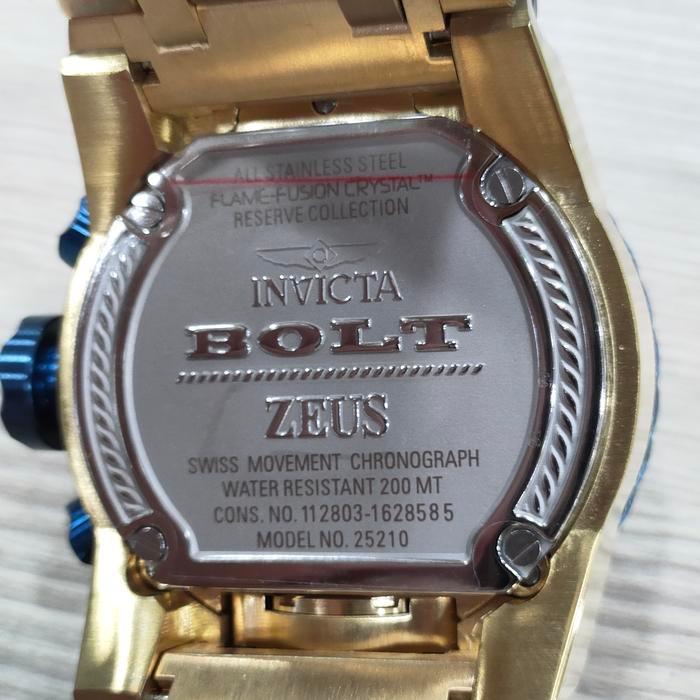 ALL STAINLESS STEEL
FLAME-FUSION CRYSTAL™
RESERVE COLLECTION
INVICTA
BOLT
ZEUS
SWISS MOVEMENT CHRONOGRAPH
WATER RESISTANT 200 MT
CONS. NO. 112803-1628585
MODEL NO. 25210